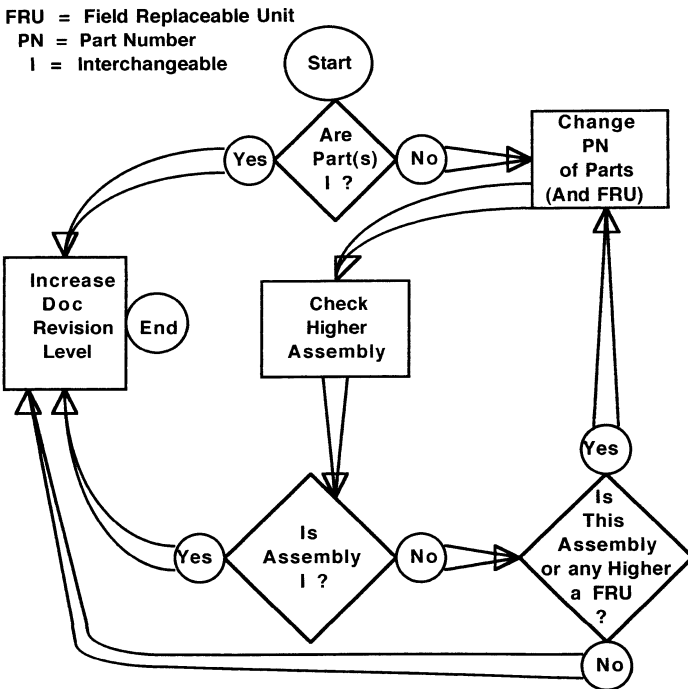 FRU = Field Replaceable Unit
PN = Part Number
I = Interchangeable
Start
Are
Part(s)
I ?
Yes
No
Change
PN
of Parts
(And FRU)
Increase
Doc
Revision
Level
End
Check
Higher
Assembly
Yes
Is
Assembly
I ?
Yes
No
Is
This
Assembly
or any Higher
a FRU
?
No